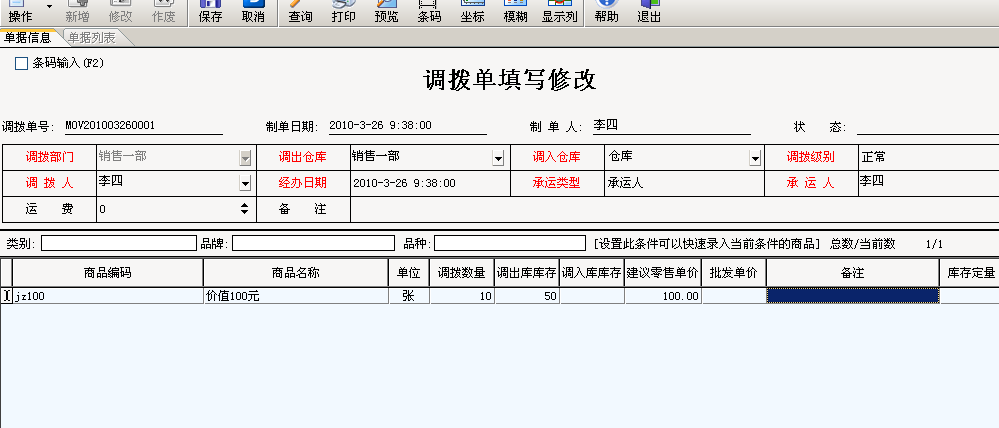 操作 新增 修改 作废 保存 取消 查询 打印 预览 条码 坐标 模糊 显示列 帮助 退出
单据信息 单据列表
条码输入(F2)
调拨单填写修改
调拨单号: MOV201003260001 制单日期: 2010-3-26 9:38:00 制 单 人: 李四 状 态:
调拨部门 销售一部 调出仓库 销售一部 调入仓库 仓库 调拨级别 正常
调 拨 人 李四 经办日期 2010-3-26 9:38:00 承运类型 承运人 承 运 人 李四
运 费 0 备 注
类别: 品牌: 品种: [设置此条件可以快速录入当前条件的商品] 总数/当前数 1/1
商品编码 商品名称 单位 调拨数量 调出库库存 调入库库存 建议零售单价 批发单价 备注 库存定量
jz100 价值100元 张 10 50 100.00